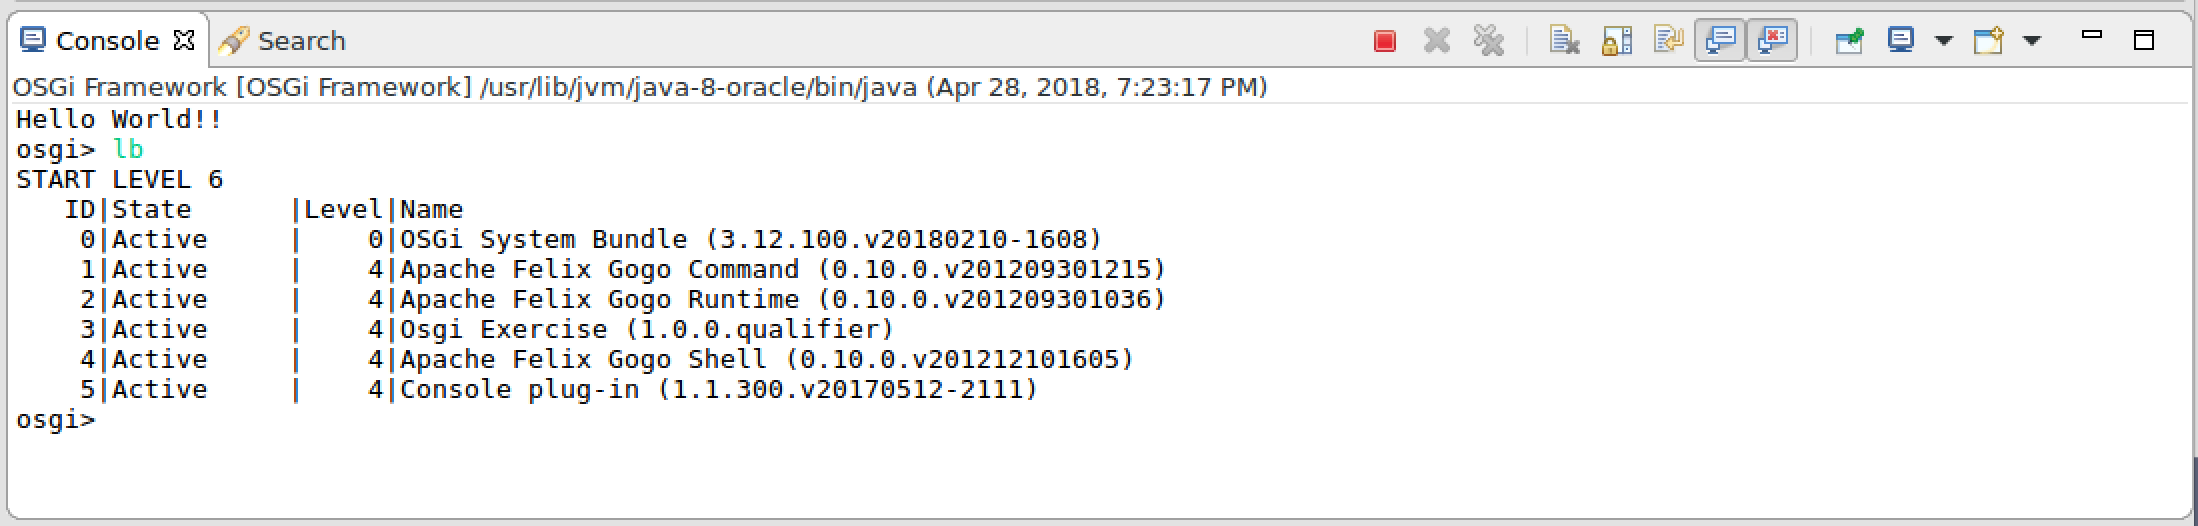 Console Search
OSGi Framework [OSGi Framework] /usr/lib/jvm/java-8-oracle/bin/java (Apr 28, 2018, 7:23:17 PM)
Hello World!!
osgi> lb
START LEVEL 6
   ID|State      |Level|Name
    0|Active     |    0|OSGi System Bundle (3.12.100.v20180210-1608)
    1|Active     |    4|Apache Felix Gogo Command (0.10.0.v201209301215)
    2|Active     |    4|Apache Felix Gogo Runtime (0.10.0.v201209301036)
    3|Active     |    4|Osgi Exercise (1.0.0.qualifier)
    4|Active     |    4|Apache Felix Gogo Shell (0.10.0.v201212101605)
    5|Active     |    4|Console plug-in (1.1.300.v20170512-2111)
osgi>